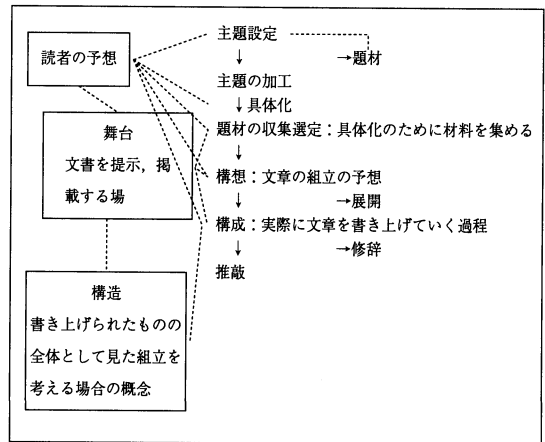 読者の予想
舞台
文書を提示，掲
載する場
構造
書き上げられたものの
全体として見た組立を
考える場合の概念
主題設定
↓ →題材
主題の加工
↓具体化
題材の収集選定：具体化のために材料を集める
↓
構想：文章の組立の予想
↓ →展開
構成：実際に文章を書き上げていく過程
↓ →修辞
推敲